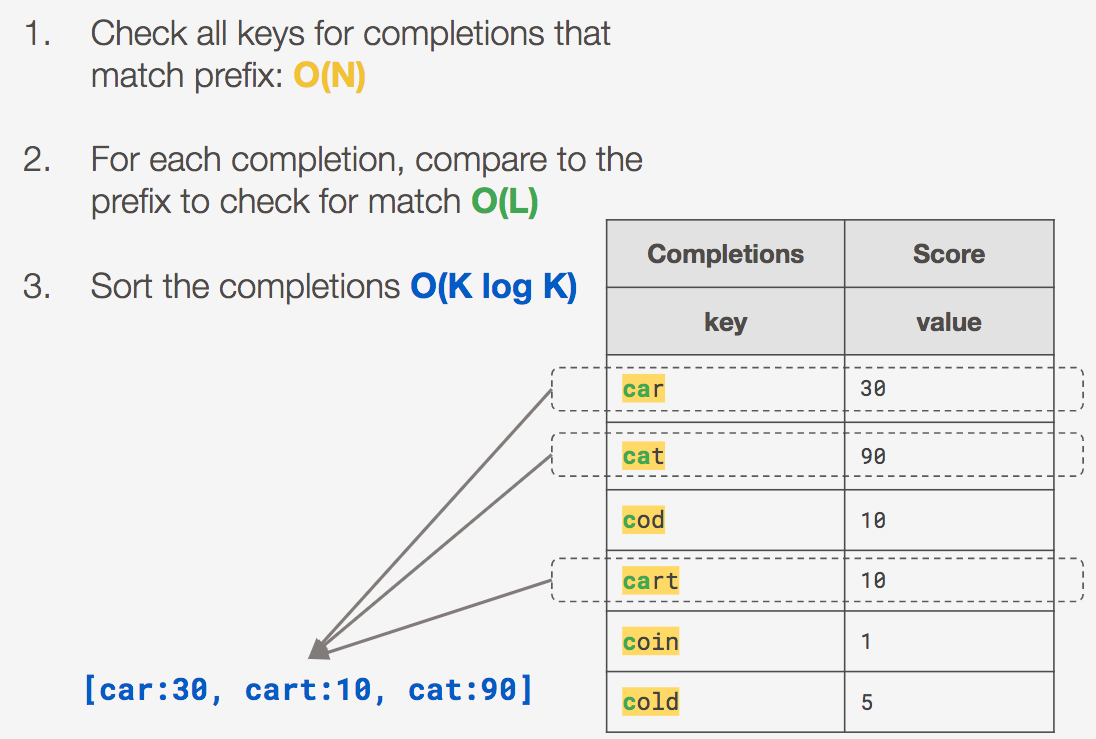 1. Check all keys for completions that
match prefix: O(N)
2. For each completion, compare to the
prefix to check for match O(L)
3. Sort the completions O(K log K)
Completions Score
key value
car 30
cat 90
cod 10
cart 10
coin 1
cold 5
[car:30, cart:10, cat:90]